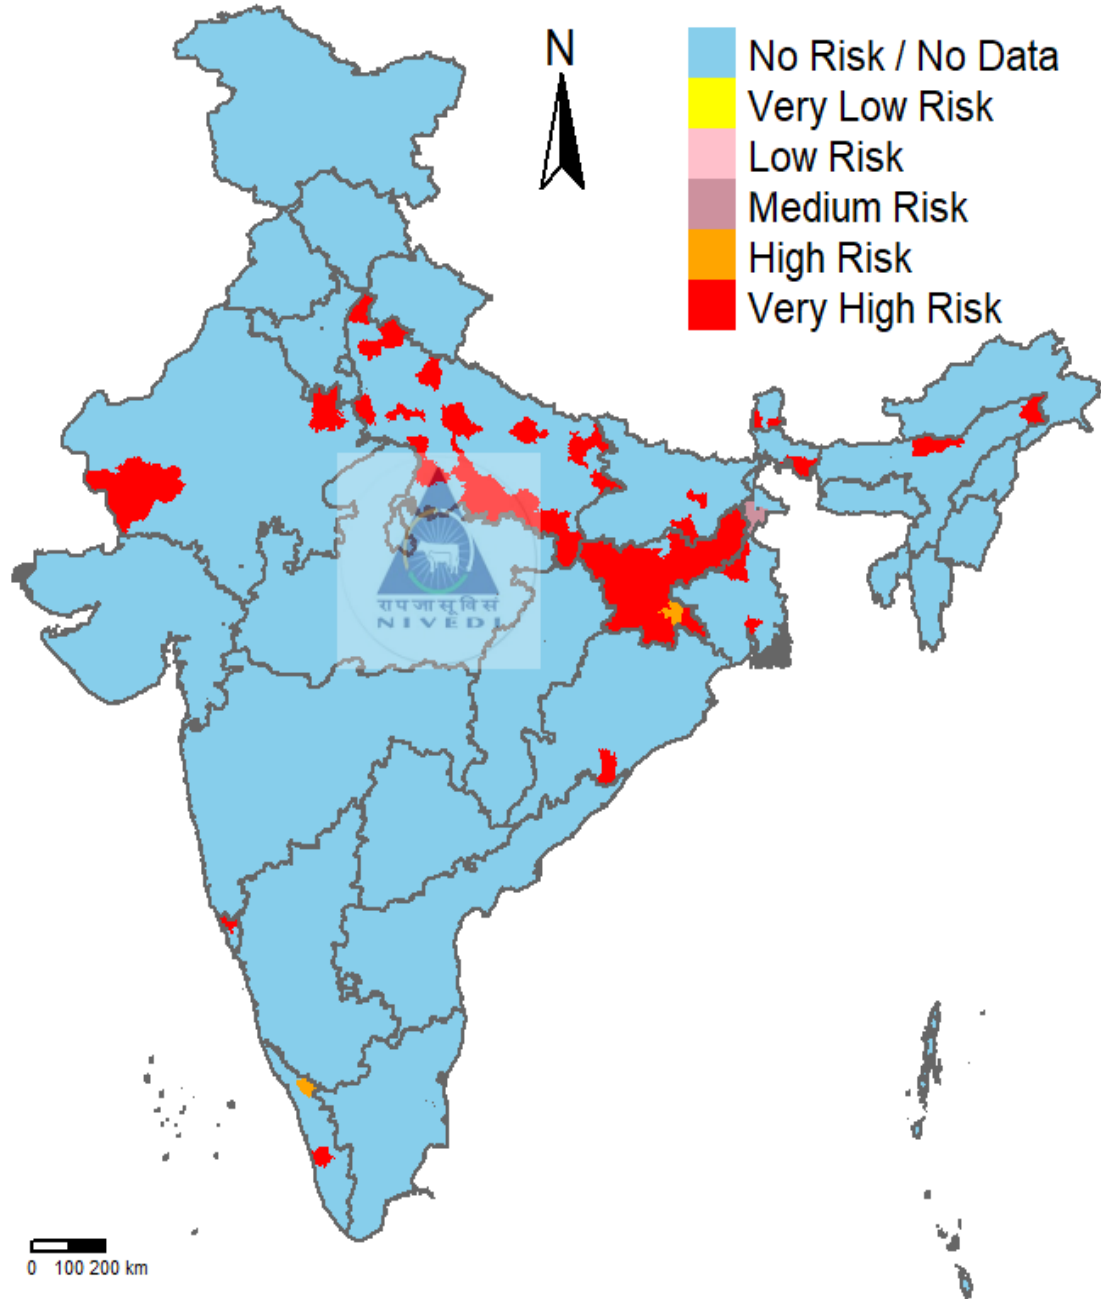 N
No Risk / No Data
Very Low Risk
Low Risk
Medium Risk
High Risk
Very High Risk
रा प जा सू वि सं
NIVEDI
0 100 200 km